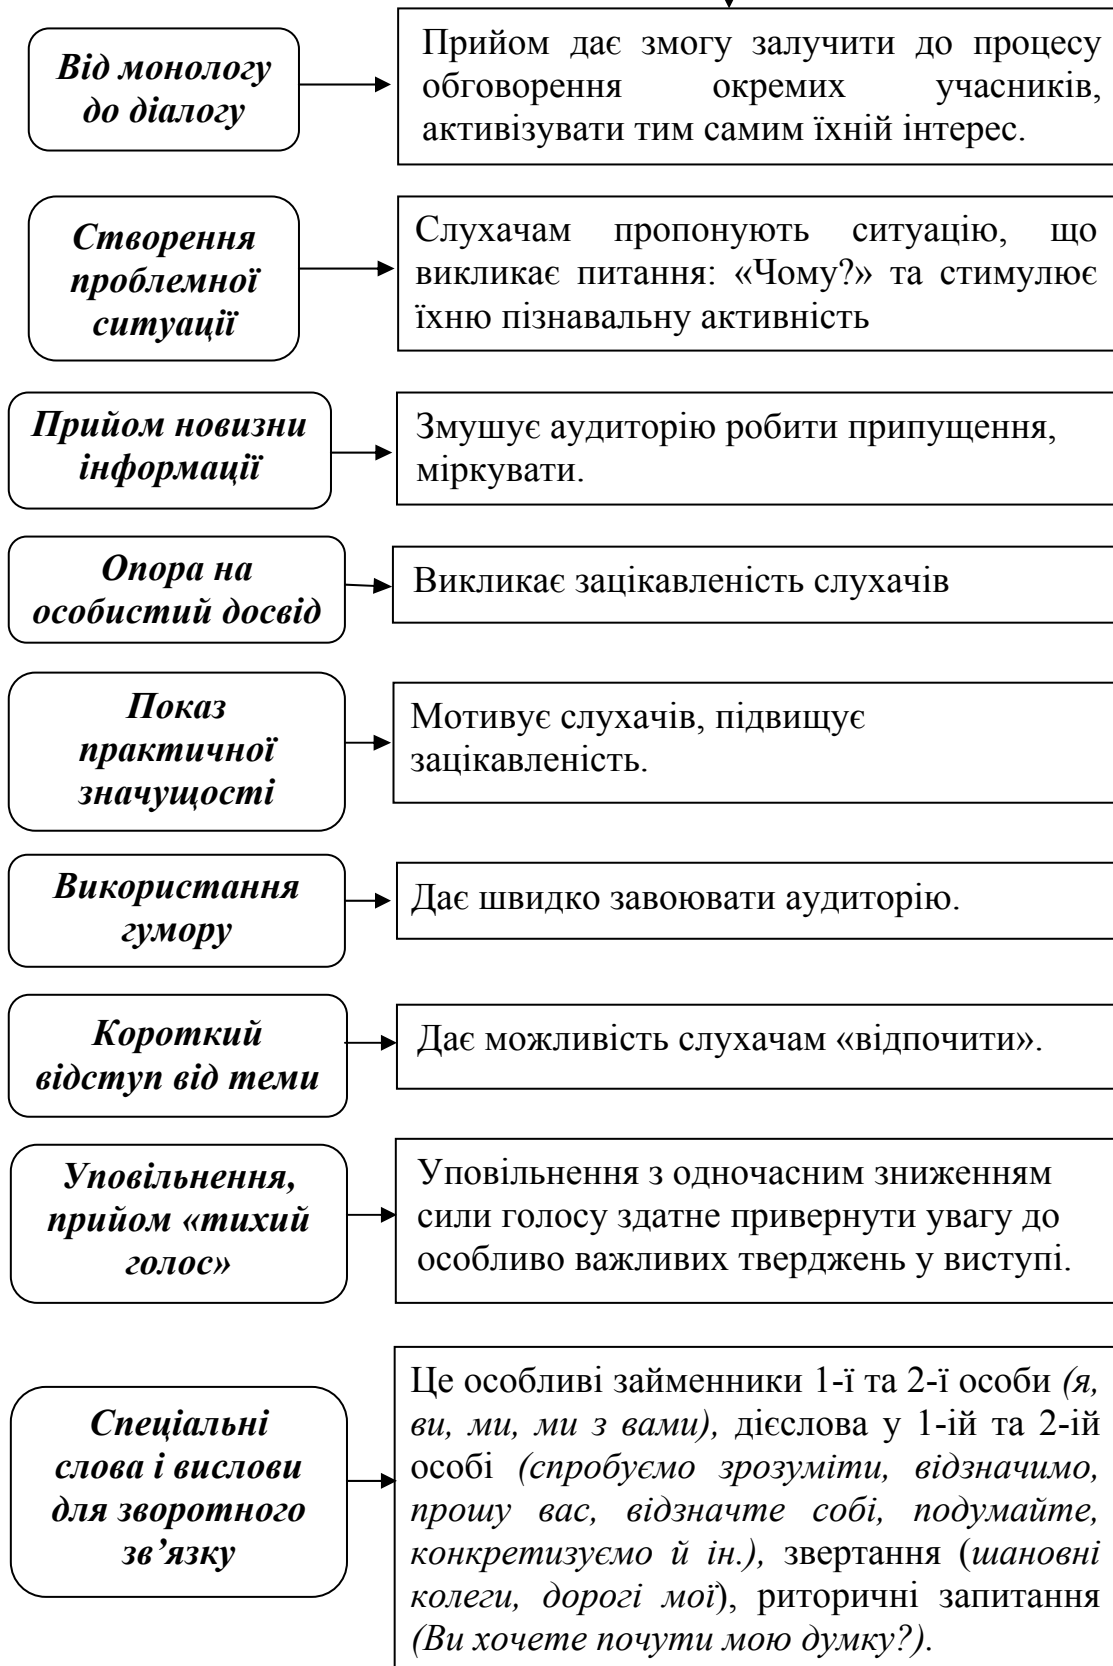 Від монологу
до діалогу
Прийом дає змогу залучити до процесу
обговорення окремих учасників,
активізувати тим самим їхній інтерес.
Створення
проблемної
ситуації
Слухачам пропонують ситуацію, що
викликає питання: «Чому?» та стимулює
їхню пізнавальну активність
Прийом новизни
інформації
Змушує аудиторію робити припущення,
міркувати.
Опора на
особистий досвід
Викликає зацікавленість слухачів
Показ
практичної
значущості
Мотивує слухачів, підвищує
зацікавленість.
Використання
гумору
Дає швидко завоювати аудиторію.
Короткий
відступ від теми
Дає можливість слухачам «відпочити».
Уповільнення,
прийом «тихий
голос»
Уповільнення з одночасним зниженням
сили голосу здатне привернути увагу до
особливо важливих тверджень у виступі.
Спеціальні
слова і вислови
для зворотного
зв’язку
Це особливі займенники 1-ї та 2-ї особи (я,
ви, ми, ми з вами), дієслова у 1-ій та 2-ій
особі (спробуємо зрозуміти, відзначимо,
прошу вас, відзначте собі, подумайте,
конкретизуємо й ін.), звертання (шановні
колеги, дорогі мої), риторичні запитання
(Ви хочете почути мою думку?).